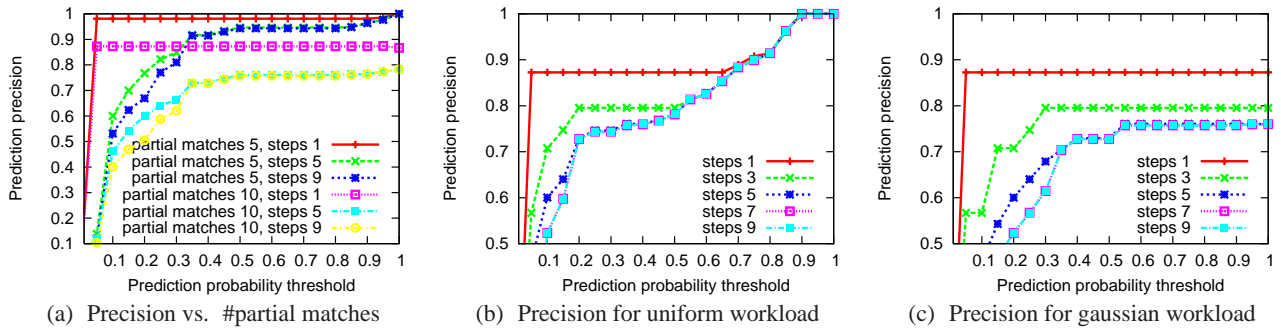 1
0.9
0.8
0.7
0.6
0.5
0.4
0.3
0.2
0.1
Prediction precision
partial matches 5, steps 1
partial matches 5, steps 5
partial matches 5, steps 9
partial matches 10, steps 1
partial matches 10, steps 5
partial matches 10, steps 9
0.1 0.2 0.3 0.4 0.5 0.6 0.7 0.8 0.9 1
Prediction probability threshold
(a) Precision vs. #partial matches
1
0.9
0.8
0.7
0.6
0.5
Prediction precision
steps 1
steps 3
steps 5
steps 7
steps 9
0.1 0.2 0.3 0.4 0.5 0.6 0.7 0.8 0.9 1
Prediction probability threshold
(b) Precision for uniform workload
1
0.9
0.8
0.7
0.6
0.5
Prediction precision
steps 1
steps 3
steps 5
steps 7
steps 9
0.1 0.2 0.3 0.4 0.5 0.6 0.7 0.8 0.9 1
Prediction probability threshold
(c) Precision for gaussian workload